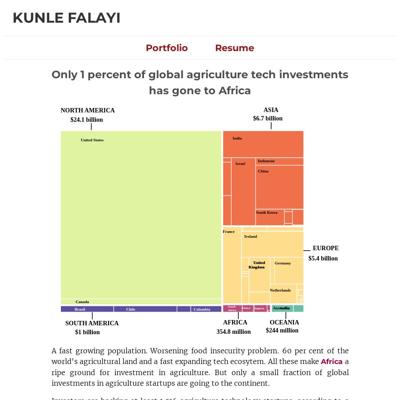 KUNLE FALAYI
Portfolio Resume
Only 1 percent of global agriculture tech investments
has gone to Africa
NORTH AMERICA
$24.1 billion
ASIA
$6.7 billion
United States
India
Israel
Indonesia
China
South Korea
France
Ireland
United
Kingdom
Germany
Netherlands
EUROPE
$5.4 billion
Canada
Brazil Chile Colombia
Australia
SOUTH AMERICA
$1 billion
AFRICA
354.8 million
OCEANIA
$244 million
A fast growing population. Worsening food insecurity problem. 60 per cent of the
world's agricultural land and a fast expanding tech ecosystem. All these make Africa a
ripe ground for investment in agriculture. But only a small fraction of global
investments in agriculture startups are going to the continent.